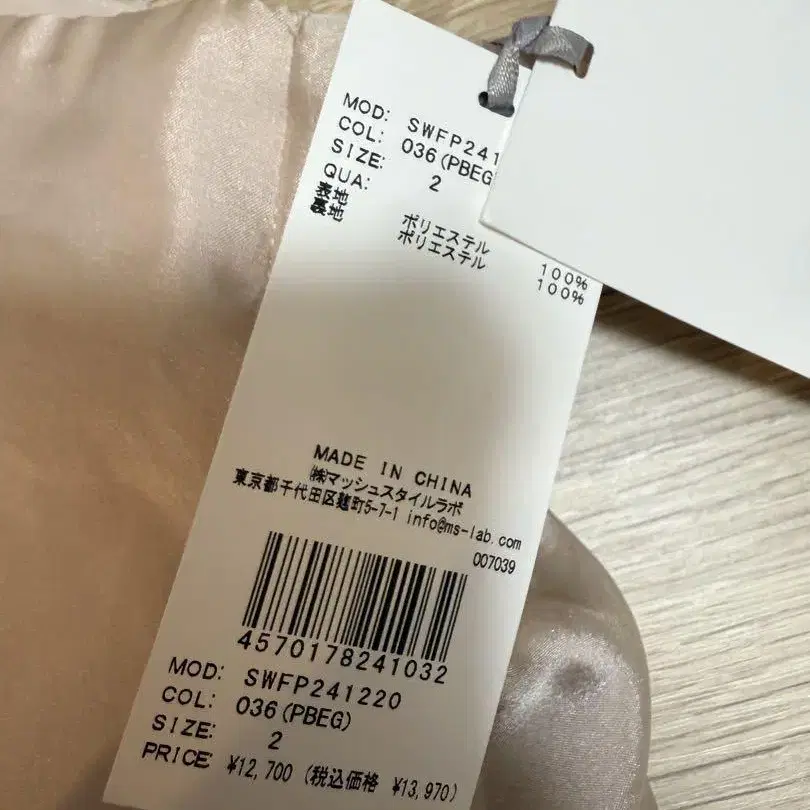 MOD: SWFP241
COL: 036(PBEG
SIZE: 2
QUA:
表地 ポリエステル 100%
裏地 ポリエステル 100%
MADE IN CHINA
㈱マッシュスタイルラボ
東京都千代田区麹町5-7-1 info@ms-lab.com
007039
4570178241032
MOD: SWFP241220
COL: 036(PBEG)
SIZE: 2
PRICE ¥12,700 (税込価格 ¥13,970)